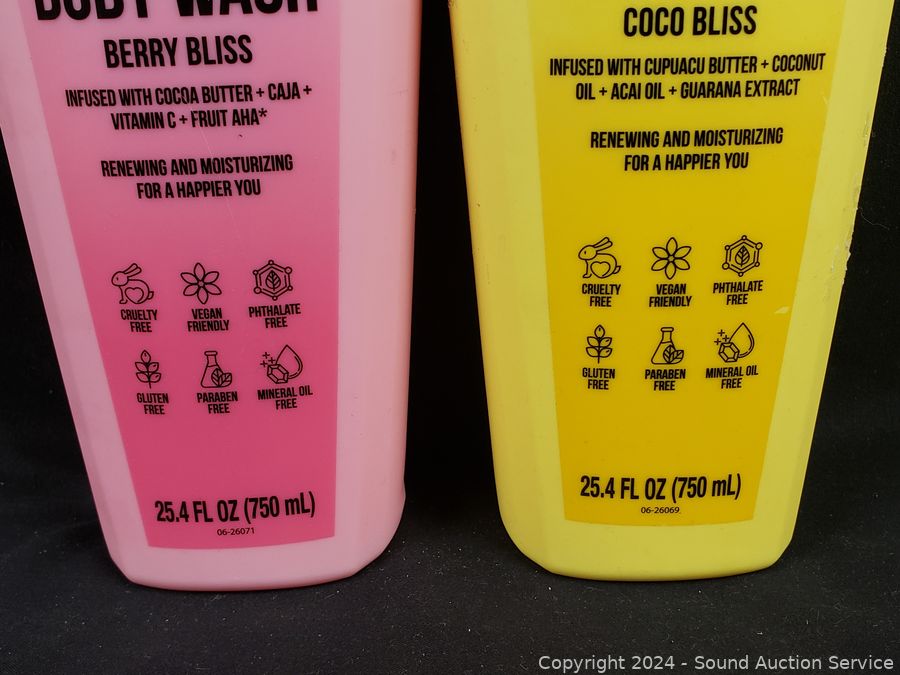 BODY WASH
BERRY BLISS
INFUSED WITH COCOA BUTTER + CAJA +
VITAMIN C + FRUIT AHA*
RENEWING AND MOISTURIZING
FOR A HAPPIER YOU
CRUELTY
FREE
VEGAN
FRIENDLY
PHTHALATE
FREE
GLUTEN
FREE
PARABEN
FREE
MINERAL OIL
FREE
25.4 FL OZ (750 mL)
06-26071
COCO BLISS
INFUSED WITH CUPUACU BUTTER + COCONUT
OIL + ACAI OIL + GUARANA EXTRACT
RENEWING AND MOISTURIZING
FOR A HAPPIER YOU
CRUELTY
FREE
VEGAN
FRIENDLY
PHTHALATE
FREE
GLUTEN
FREE
PARABEN
FREE
MINERAL OIL
FREE
25.4 FL OZ (750 mL)
06-26069
Copyright 2024 - Sound Auction Service